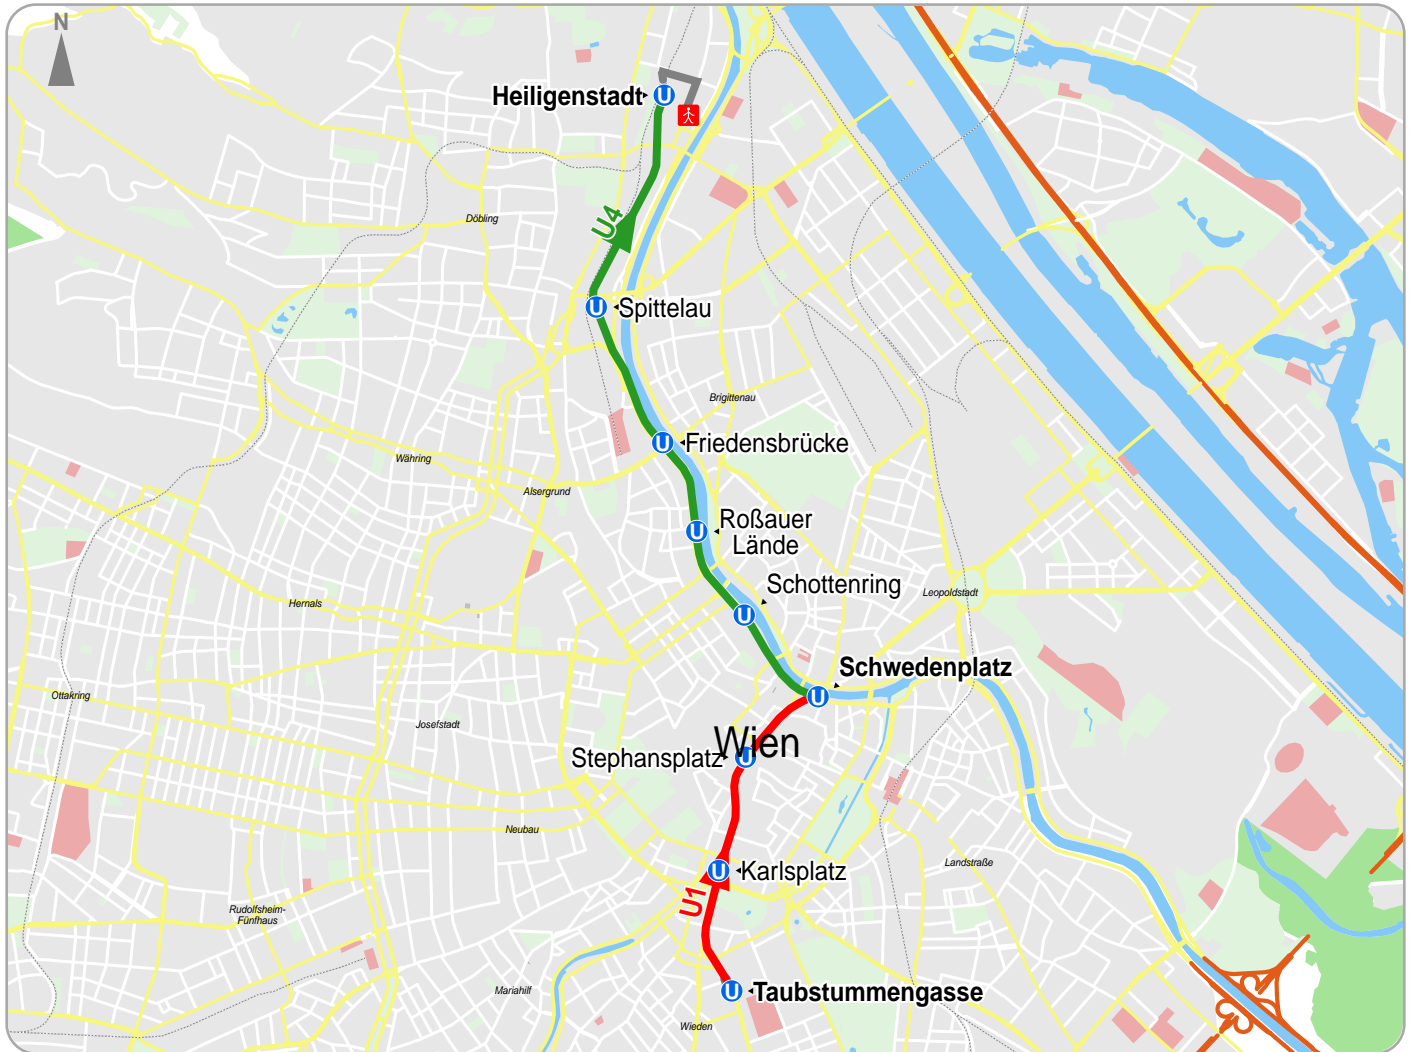 N
Heiligenstadt
U
U4
Döbling
U
Spittelau
Brigittenau
Währing
U
Friedensbrücke
Alsergrund
U
Roßauer
Lände
Schottenring
U
Leopoldstadt
Hernals
Schwedenplatz
U
Ottakring
Josefstadt
Wien
Stephansplatz
U
Neubau
Landstraße
U
Karlsplatz
U1
Rudolfsheim-
Fünfhaus
Mariahilf
U
Taubstummengasse
Wieden